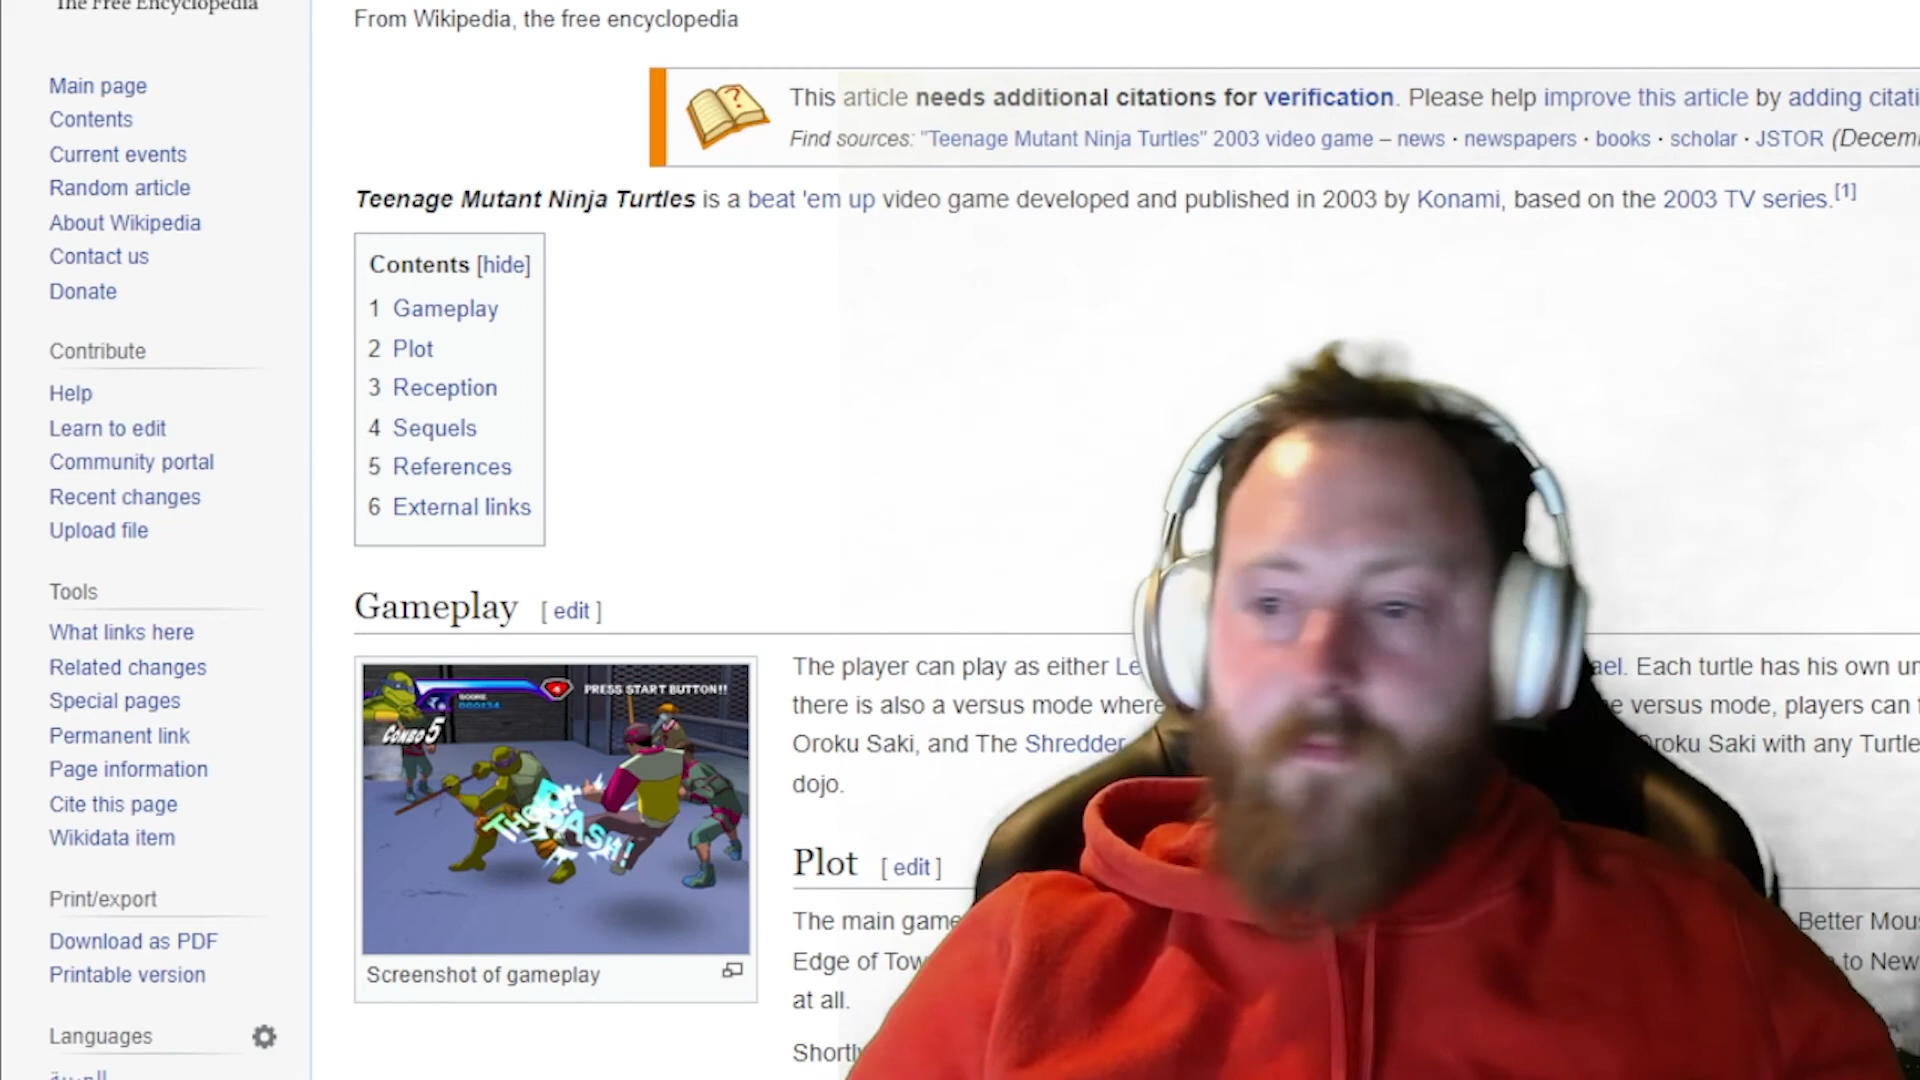 The Free Encyclopedia
Main page
Contents
Current events
Random article
About Wikipedia
Contact us
Donate
Contribute
Help
Learn to edit
Community portal
Recent changes
Upload file
Tools
What links here
Related changes
Special pages
Permanent link
Page information
Cite this page
Wikidata item
Print/export
Download as PDF
Printable version
Languages
From Wikipedia, the free encyclopedia
This article needs additional citations for verification. Please help improve this article by adding citati
Find sources: "Teenage Mutant Ninja Turtles" 2003 video game – news · newspapers · books · scholar · JSTOR (Decem
Teenage Mutant Ninja Turtles is a beat 'em up video game developed and published in 2003 by Konami, based on the 2003 TV series.[1]
Contents [hide]
1 Gameplay
2 Plot
3 Reception
4 Sequels
5 References
6 External links
Gameplay [ edit ]
SCORE
PRESS START BUTTON!!
COMBO 5
Screenshot of gameplay
The player can play as either Le ael. Each turtle has his own un
there is also a versus mode where e versus mode, players can f
Oroku Saki, and The Shredder Oroku Saki with any Turtle
dojo.
Plot [ edit ]
The main game Better Mou
Edge of Tow to New
at all.
Shortly